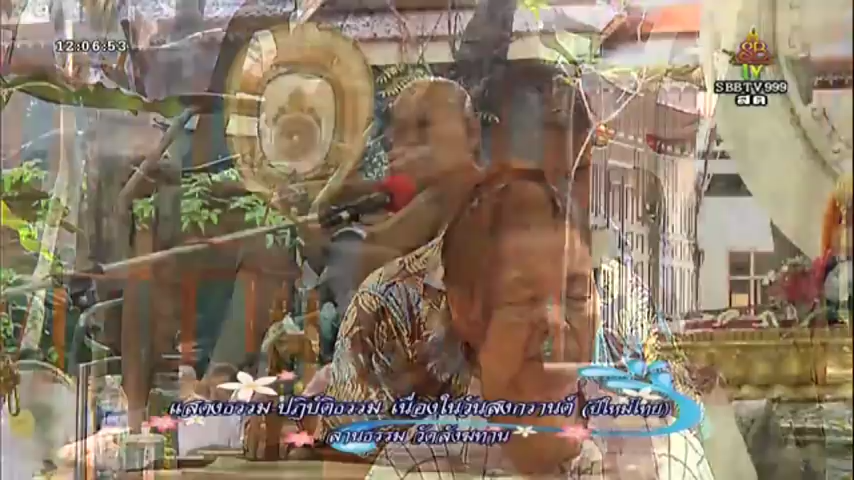 12:06:53
SBBTV.999
สด
แสดงธรรม ปฏิบัติธรรม เนื่องในวันสงกรานต์ (ปีใหม่ไทย)
ลานธรรม วัดสังฆทาน